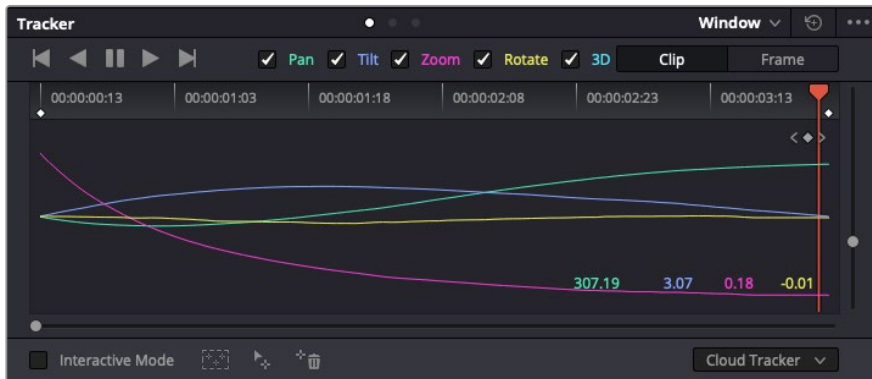 Tracker Window
Pan Tilt Zoom Rotate 3D Clip Frame
00:00:00:13 00:00:01:03 00:00:01:18 00:00:02:08 00:00:02:23 00:00:03:13
307.19 3.07 0.18 -0.01
Interactive Mode Cloud Tracker